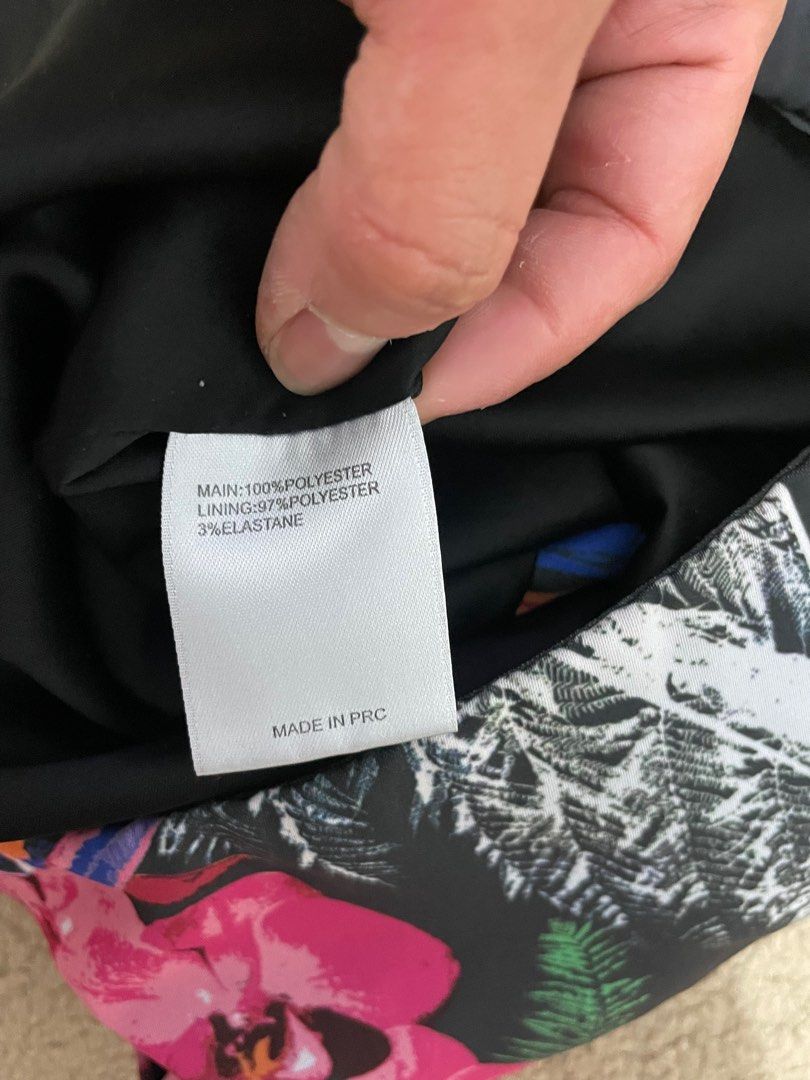 MAIN:100%POLYESTER
LINING:97%POLYESTER
3%ELASTANE
MADE IN PRC